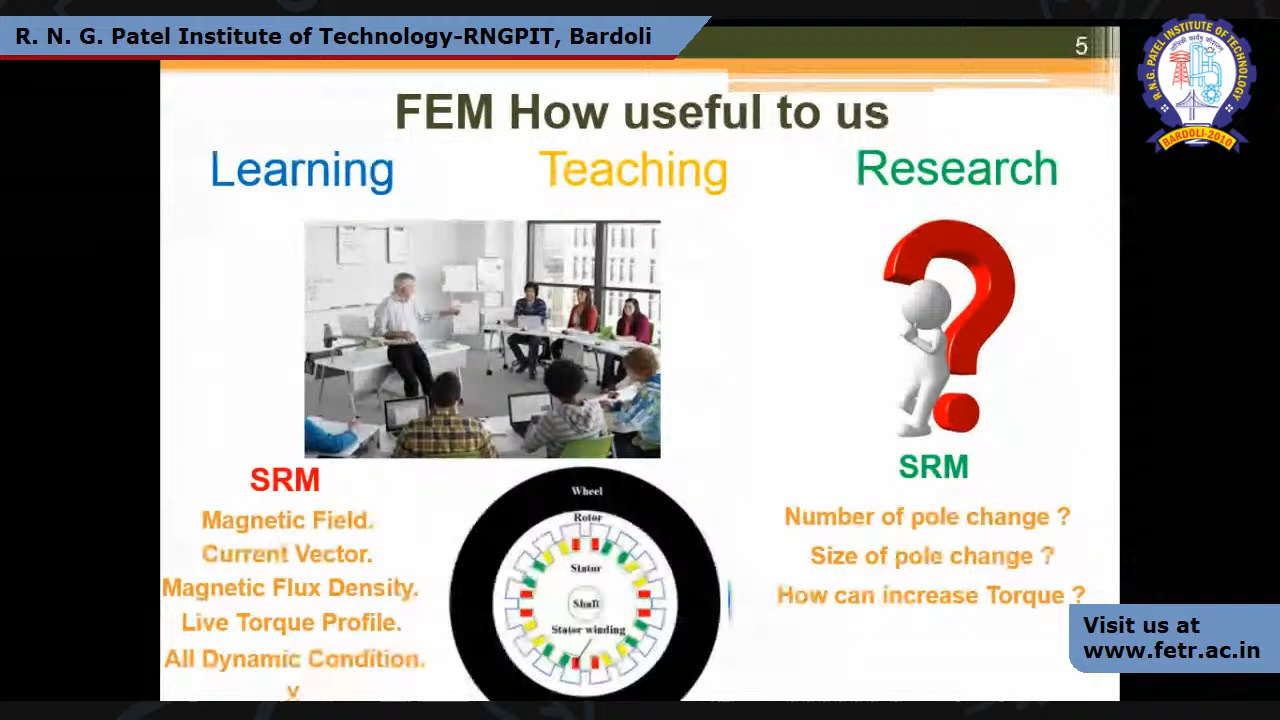 R. N. G. Patel Institute of Technology-RNGPIT, Bardoli
5
R.N.G. PATEL INSTITUTE OF TECHNOLOGY
BARDOLI-2010
FEM How useful to us
Learning
Teaching
Research
SRM
Magnetic Field.
Current Vector.
Magnetic Flux Density.
Live Torque Profile.
All Dynamic Condition.
Wheel
Rotor
Stator
Shaft
Stator winding
SRM
Number of pole change ?
Size of pole change ?
How can increase Torque ?
Visit us at
www.fetr.ac.in